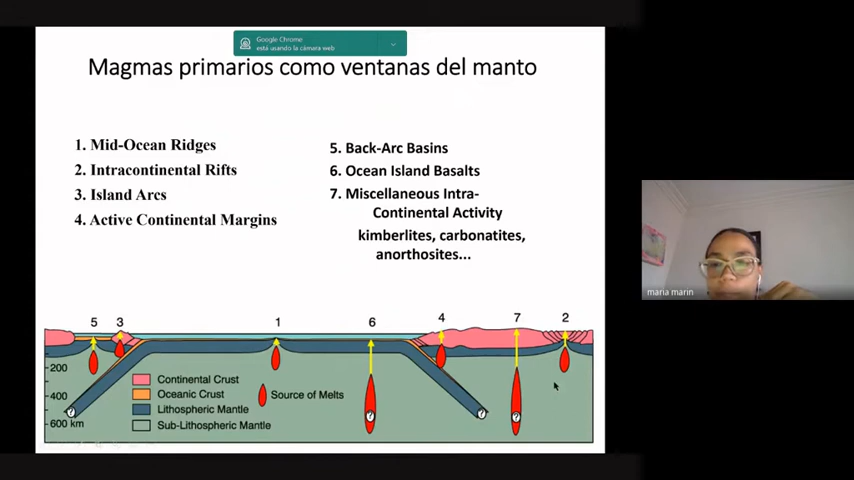 Google Chrome
está usando la cámara web
Magmas primarios como ventanas del manto
1. Mid-Ocean Ridges
2. Intracontinental Rifts
3. Island Arcs
4. Active Continental Margins
5. Back-Arc Basins
6. Ocean Island Basalts
7. Miscellaneous Intra-
Continental Activity
kimberlites, carbonatites,
anorthosites...
5 3 1 6 4 7 2
200
400
600 km
Continental Crust
Oceanic Crust
Lithospheric Mantle
Sub-Lithospheric Mantle
Source of Melts
? ? ? ?
maria marin